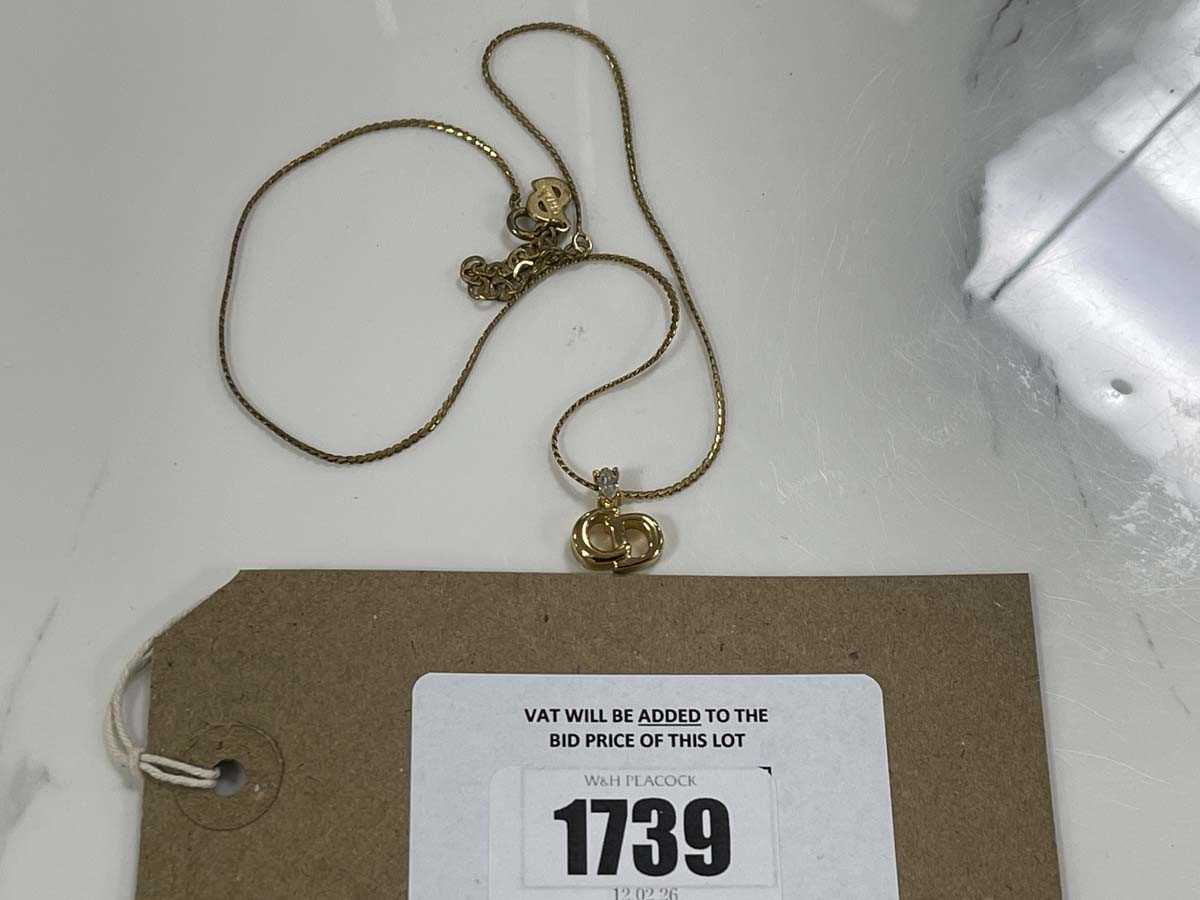 VAT WILL BE ADDED TO THE
BID PRICE OF THIS LOT
W&H PEACOCK
1739
12.02.26